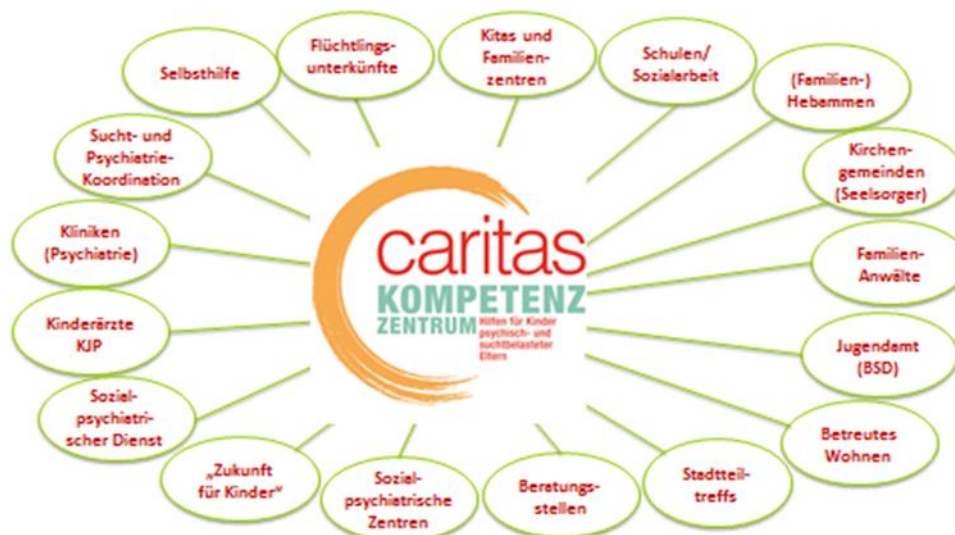 Selbsthilfe
Flüchtlings-
unterkünfte
Kitas und
Familien-
zentren
Schulen/
Sozialarbeit
(Familien-)
Hebammen
Kirchen-
gemeinden
(Seelsorger)
Familien-
Anwälte
Jugendamt
(BSD)
Betreutes
Wohnen
Stadtteil-
treffs
Beratungs-
stellen
Sozial-
psychiatrische
Zentren
„Zukunft
für Kinder“
Sozial-
psychiatri-
scher Dienst
Kinderärzte
KJP
Kliniken
(Psychiatrie)
Sucht- und
Psychiatrie-
Koordination
caritas
KOMPETENZ
ZENTRUM
Hilfen für Kinder
psychisch- und
suchtbelasteter
Eltern